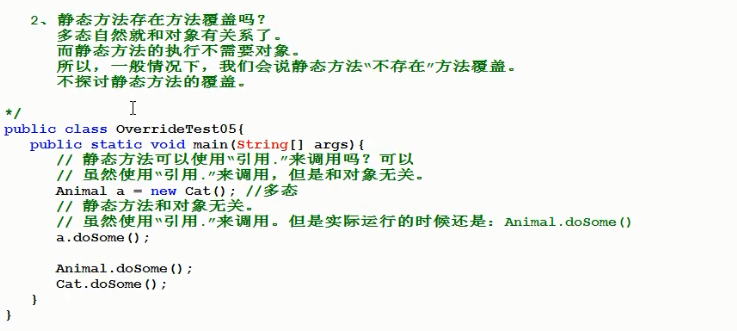 2、静态方法存在方法覆盖吗?
多态自然就和对象有关系了。
而静态方法的执行不需要对象。
所以，一般情况下，我们会说静态方法“不存在”方法覆盖。
不探讨静态方法的覆盖。
*/
public class OverrideTest05{
public static void main(String[] args){
// 静态方法可以使用“引用.”来调用吗？可以
// 虽然使用“引用.”来调用，但是和对象无关。
Animal a = new Cat(); //多态
// 静态方法和对象无关。
// 虽然使用“引用.”来调用。但是实际运行的时候还是：Animal.doSome()
a.doSome();
Animal.doSome();
Cat.doSome();
}
}